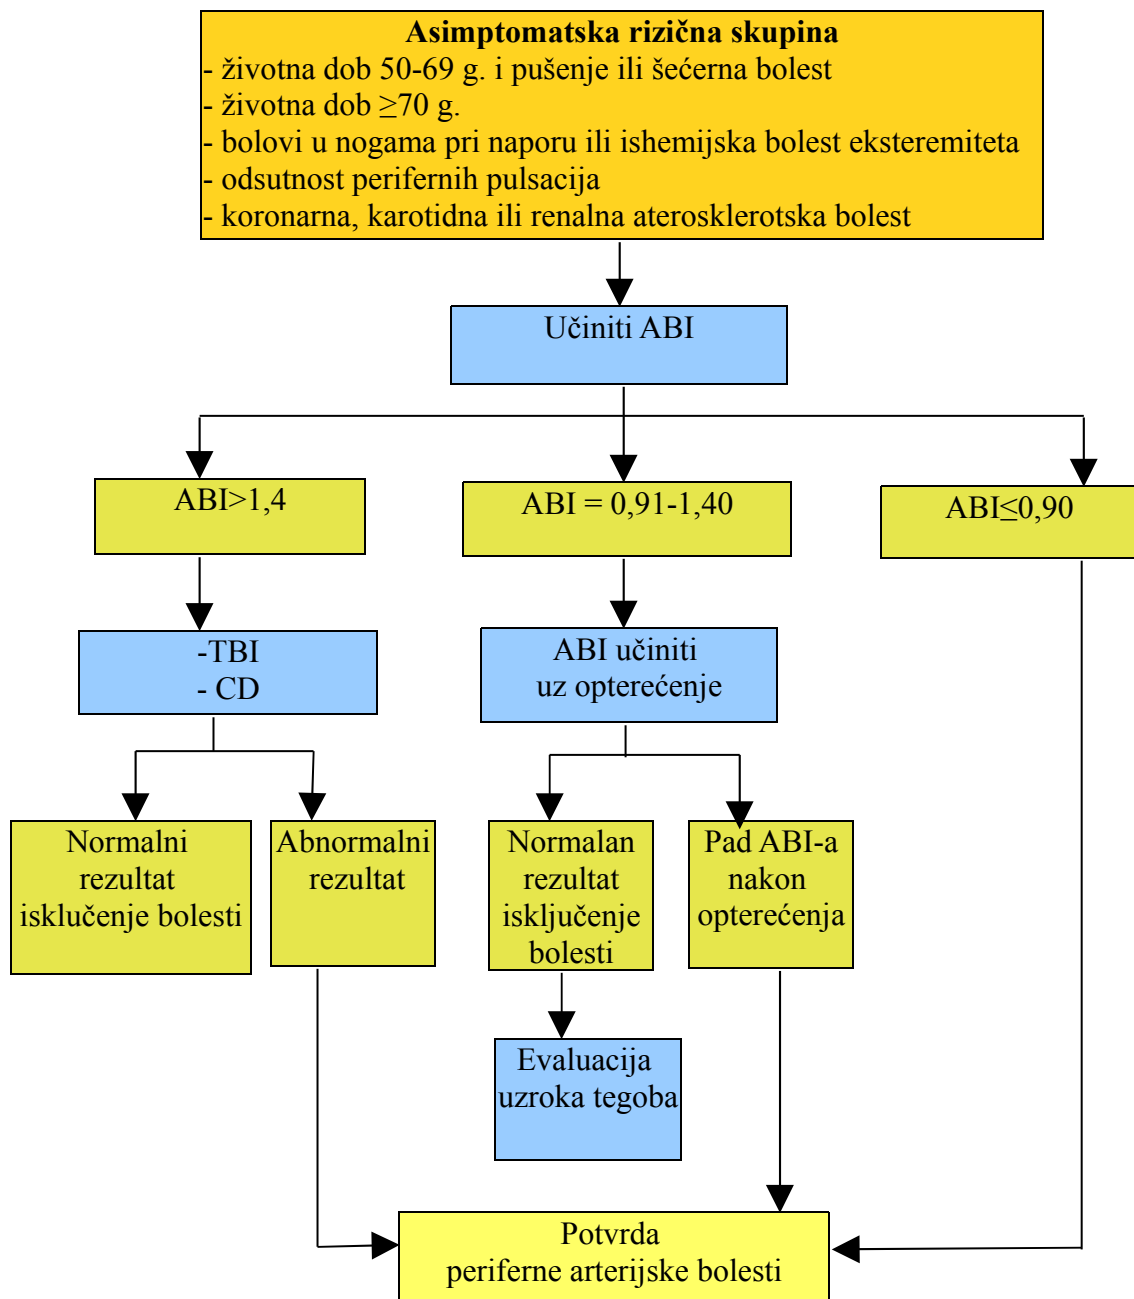 Asimptomatska rizična skupina
- životna dob 50-69 g. i pušenje ili šećerna bolest
- životna dob ≥70 g.
- bolovi u nogama pri naporu ili ishemijska bolest eksteremiteta
- odsutnost perifernih pulsacija
- koronarna, karotidna ili renalna aterosklerotska bolest
Učiniti ABI
ABI>1,4
ABI = 0,91-1,40
ABI≤0,90
-TBI
- CD
ABI učiniti
uz opterećenje
Normalni
rezultat
isklučenje bolesti
Abnormalni
rezultat
Normalan
rezultat
isključenje
bolesti
Pad ABI-a
nakon
opterećenja
Evaluacija
uzroka tegoba
Potvrda
periferne arterijske bolesti